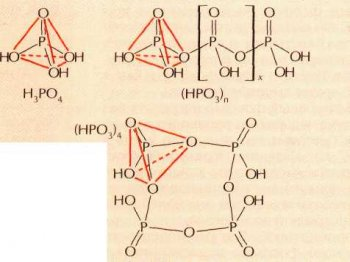 O O O O
P P P P
HO OH HO O O
OH OH OH OH OH
x
H₃PO₄ (HPO₃)ₙ
(HPO₃)₄ O O
P O P
HO OH
O O
HO OH
P O P
O O